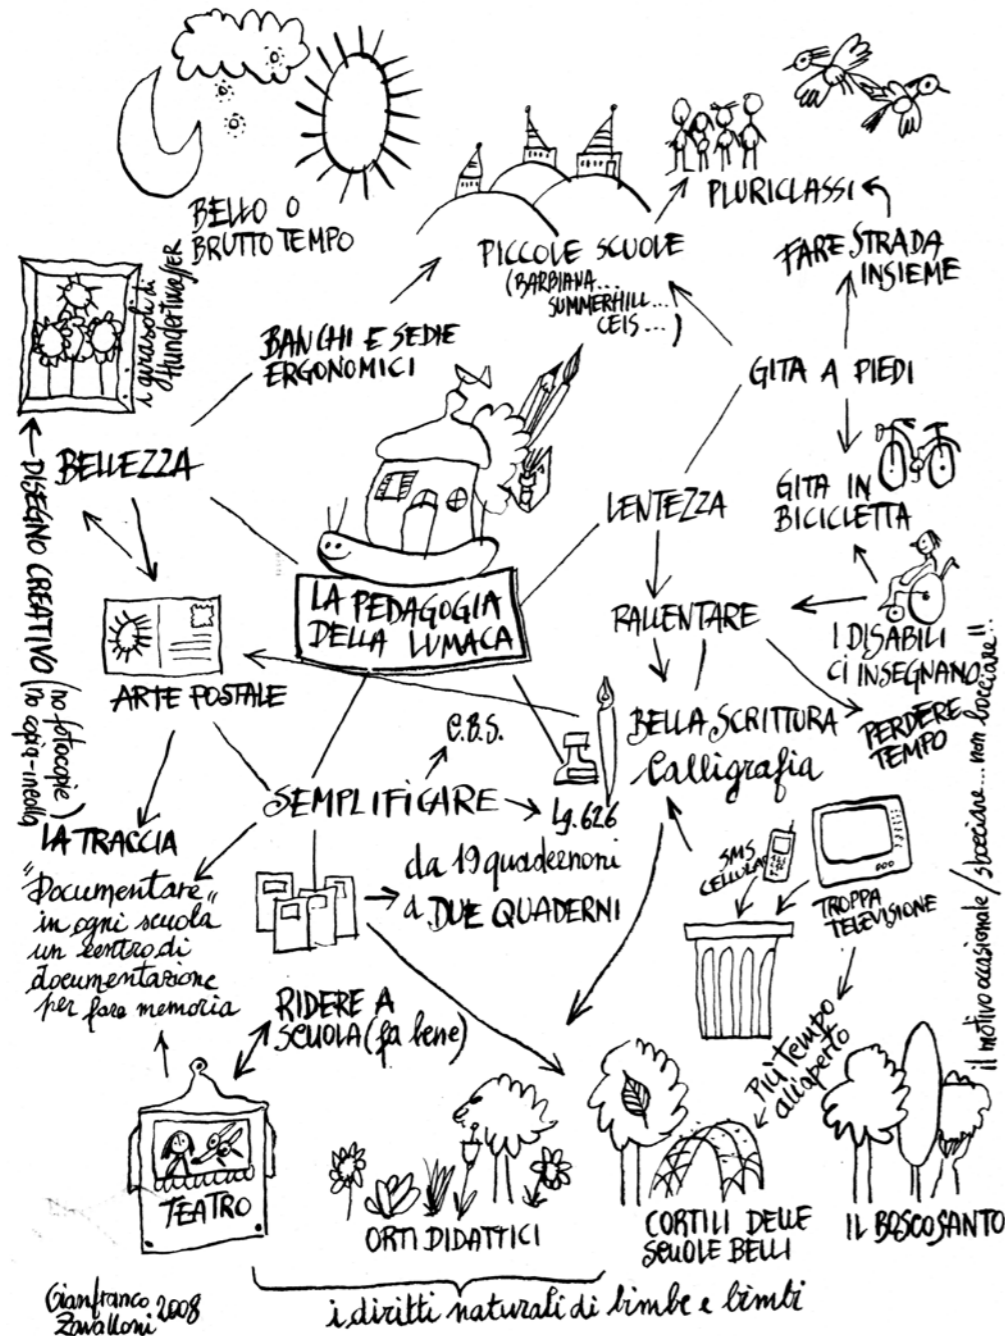 BELLO O
BRUTTO TEMPO
PICCOLE SCUOLE
(BARBIANA...
SUMMERHILL...
CEIS...)
PLURICLASSI
FARE STRADA
INSIEME
i girasoli di
Hundertwasser
BANCHI E SEDIE
ERGONOMICI
GITA A PIEDI
BELLEZZA
LENTEZZA
GITA IN
BICICLETTA
DISEGNO CREATIVO (no fotocopie)
(no copia-incolla
LA PEDAGOGIA
DELLA LUMACA
RALLENTARE
I DISABILI
CI INSEGNANO
ARTE POSTALE
BELLA SCRITTURA
Calligrafia
PERDERE
TEMPO
il motivo occasionale / sbocciare... non bocciare!!
C.B.S.
SEMPLIFICARE
Lg. 626
LA TRACCIA
"Documentare"
in ogni scuola
un centro di
documentazione
per fare memoria
da 19 quadernoni
a DUE QUADERNI
SMS
CELLULARI
TROPPA
TELEVISIONE
RIDERE A
SCUOLA (fa bene)
Più TEMPO
all'aperto
TEATRO
ORTI DIDATTICI
CORTILI DELLE
SCUOLE BELLI
IL BOSCO SANTO
i diritti naturali di bimbe e bimbi
Gianfranco
Zavalloni 2008